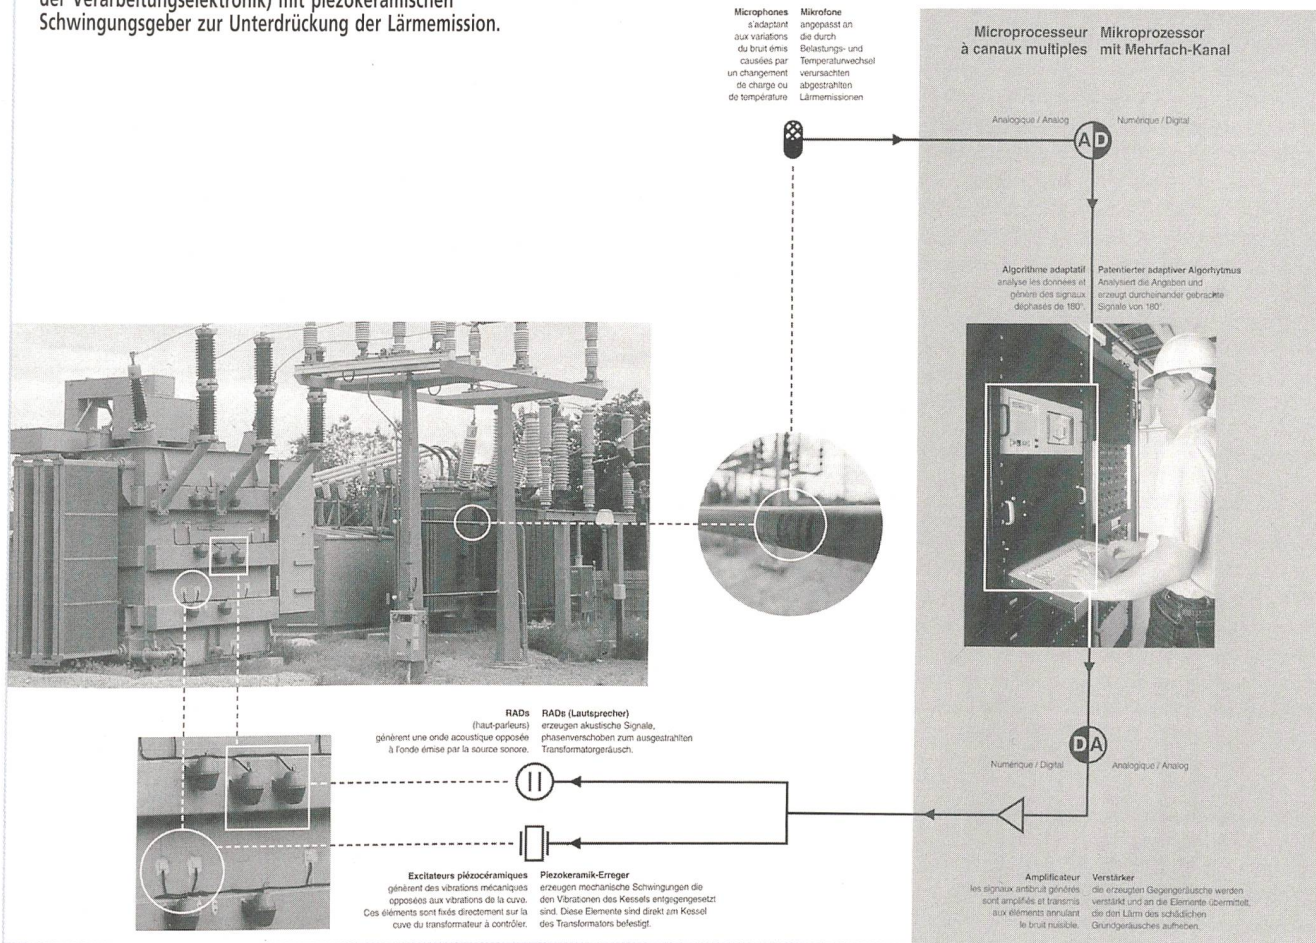 der Verarbeitungselektronik) mit piezokeramischen
Schwingungsgeber zur Unterdrückung der Lärmemission.
Microphones
s'adaptant
aux variations
du bruit émis
causées par
un changement
de charge ou
de température
Mikrofone
angepasst an
die durch
Belastungs- und
Temperaturwechsel
verursachten
abgestrahlten
Lärmemissionen
Microprocesseur
à canaux multiples
Mikroprozessor
mit Mehrfach-Kanal
Analogique / Analog
Numérique / Digital
AD
Algorithme adaptatif
analyse les données et
génère des signaux
déphasés de 180°.
Patentierter adaptiver Algorhytmus
Analysiert die Angaben und
erzeugt durcheinander gebrachte
Signale von 180°.
RADs
(haut-parleurs)
génèrent une onde acoustique opposée
à l'onde émise par la source sonore.
RADs (Lautsprecher)
erzeugen akustische Signale,
phasenverschoben zum ausgestrahlten
Transformatorgeräusch.
DA
Numérique / Digital
Analogique / Analog
Excitateurs piézocéramiques
génèrent des vibrations mécaniques
opposées aux vibrations de la cuve.
Ces éléments sont fixés directement sur la
cuve du transformateur à contrôler.
Piezokeramik-Erreger
erzeugen mechanische Schwingungen die
den Vibrationen des Kessels entgegengesetzt
sind. Diese Elemente sind direkt am Kessel
des Transformators befestigt.
Amplificateur
les signaux antibruit générés
sont amplifiés et transmis
aux éléments annulant
le bruit nuisible.
Verstärker
die erzeugten Gegengeräusche werden
verstärkt und an die Elemente übermittelt,
die den Lärm des schädlichen
Grundgeräusches aufheben.